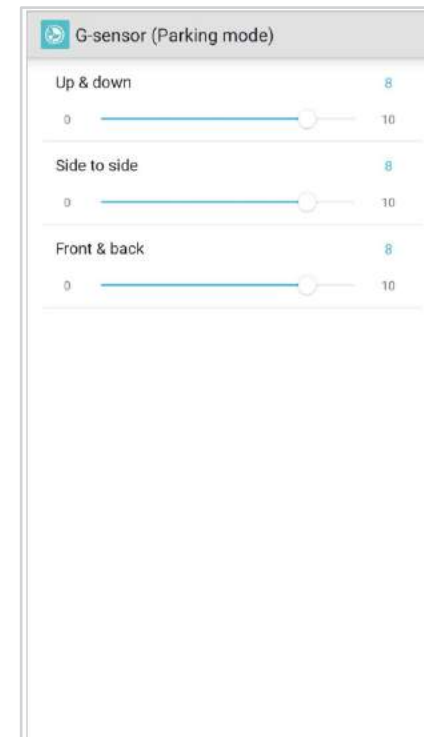 G-sensor (Parking mode)
Up & down 8
0 10
Side to side 8
0 10
Front & back 8
0 10